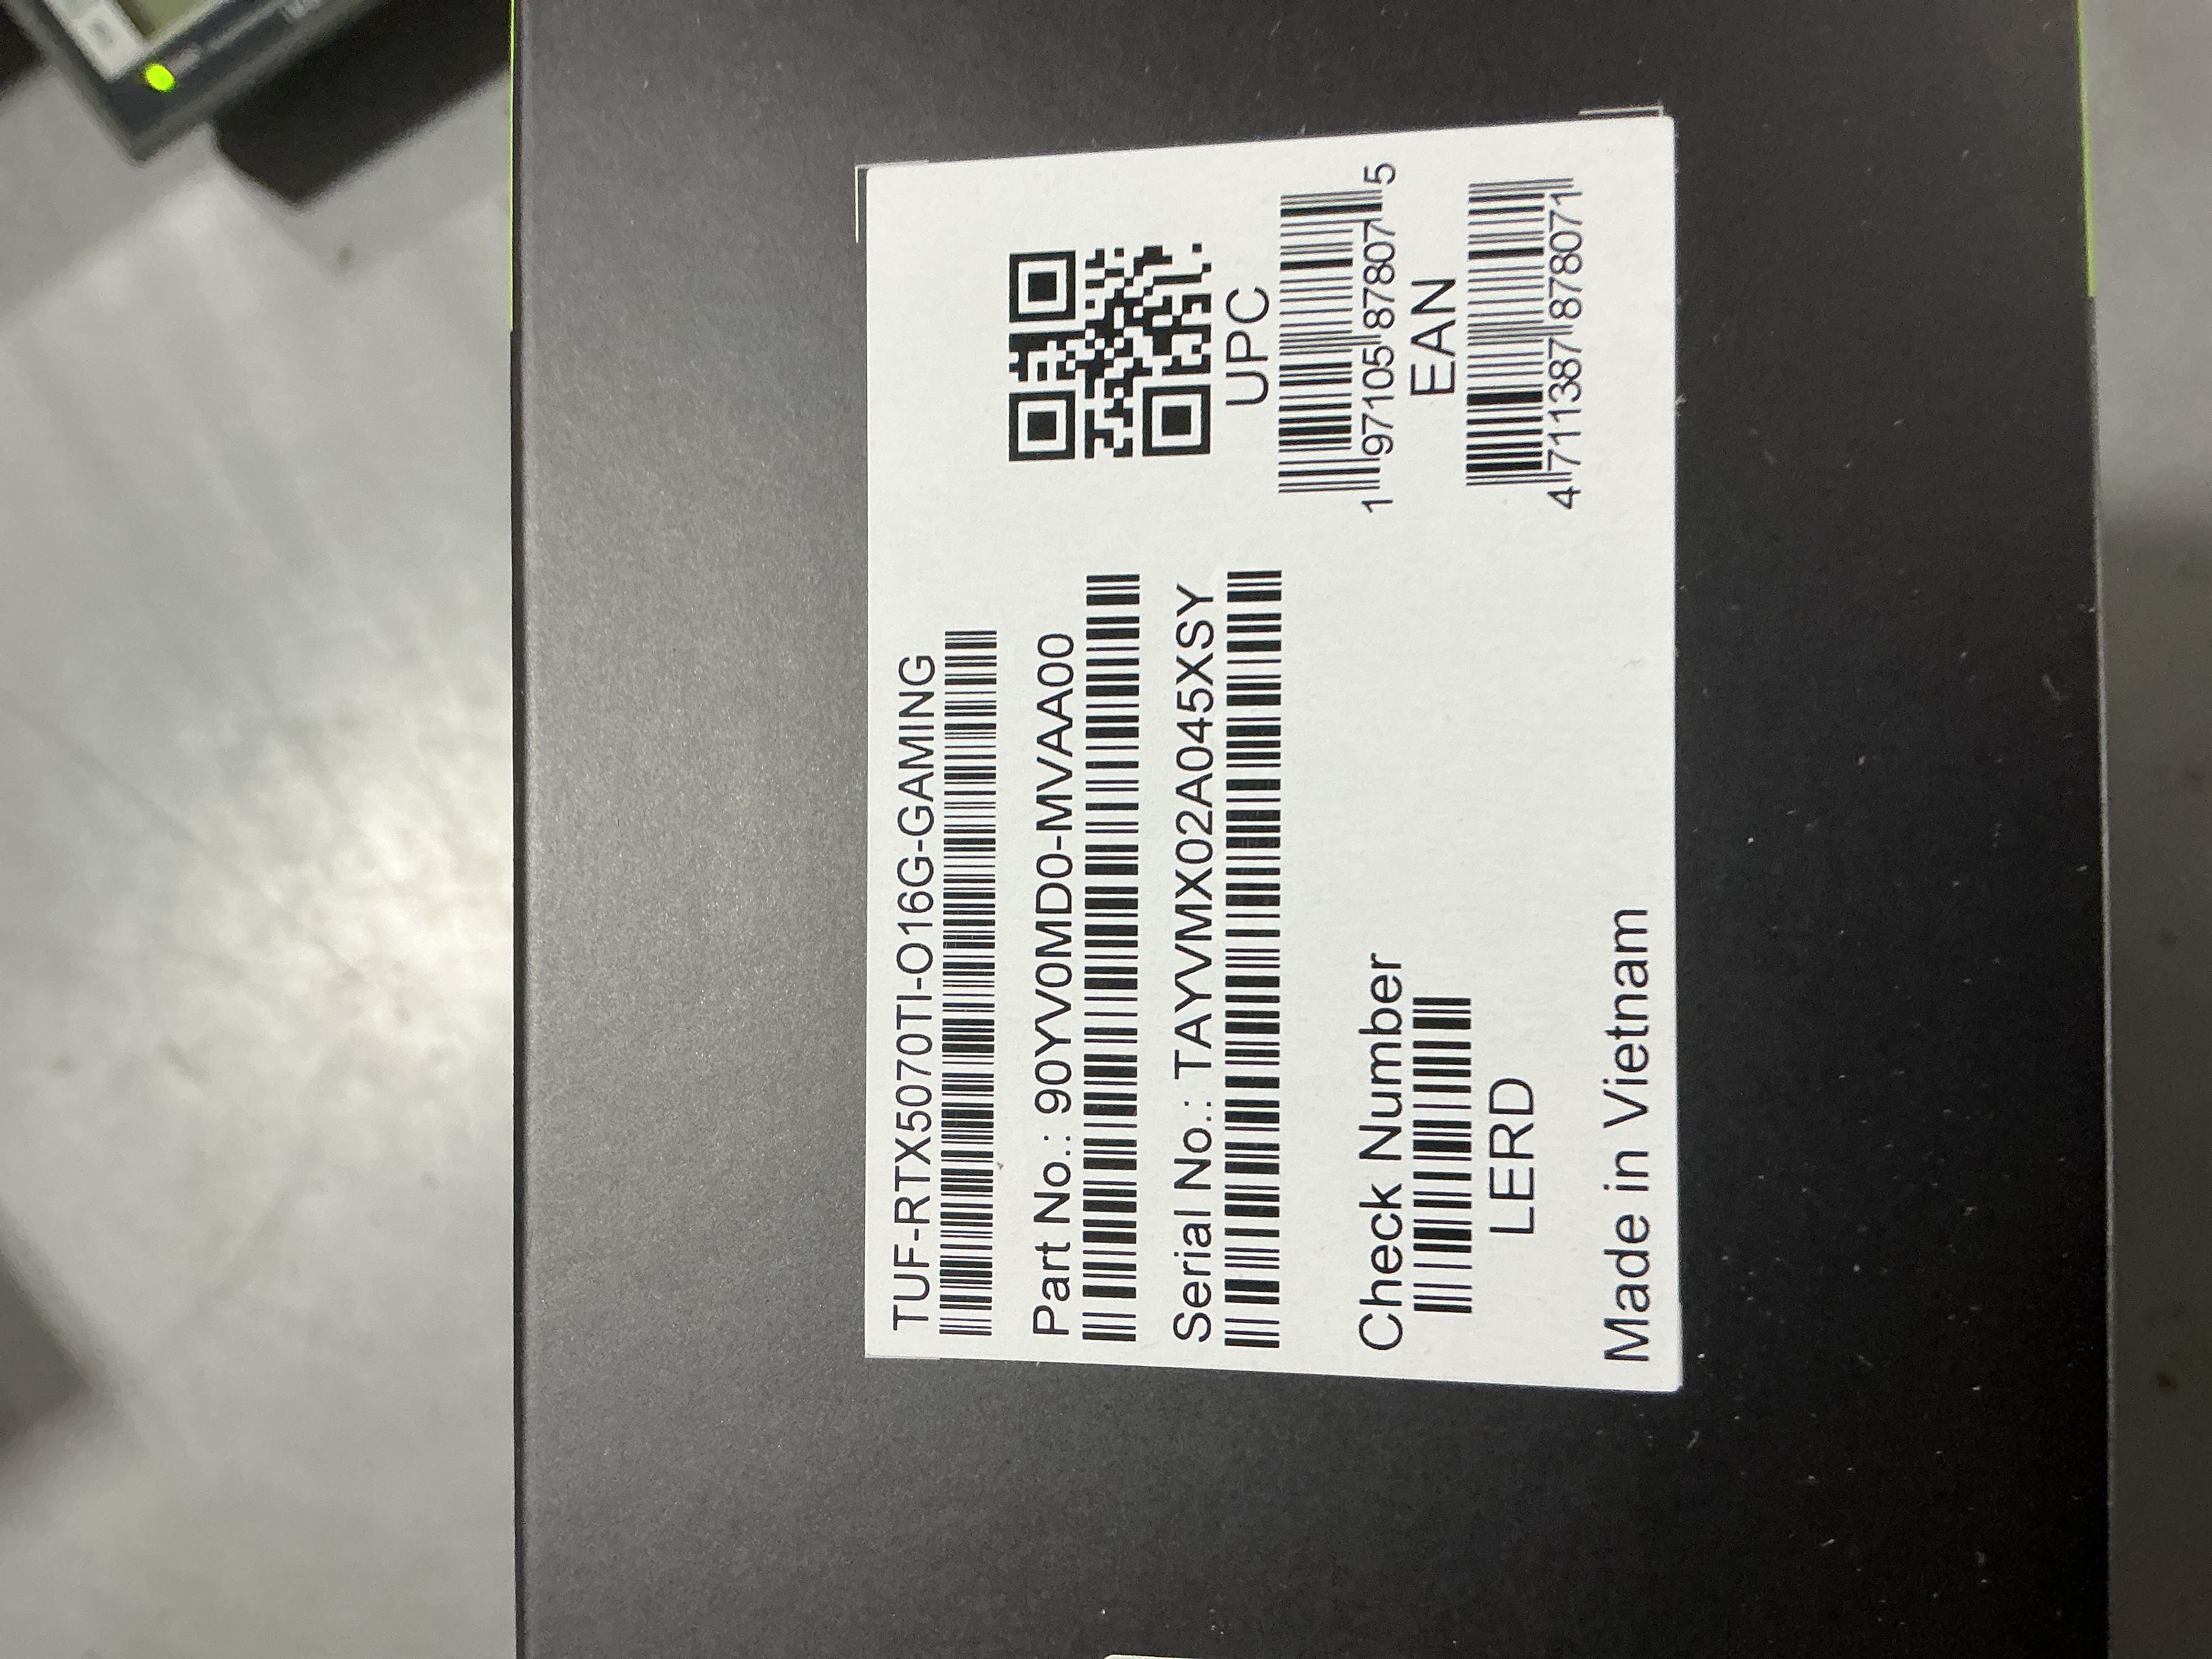 TUF-RTX5070TI-O16G-GAMING
Part No.: 90YV0MD0-MVAA00
Serial No.: TAYVMX02A045XSY
Check Number
LERD
Made in Vietnam
UPC
1 97105 87807 5
EAN
4 711387 878071